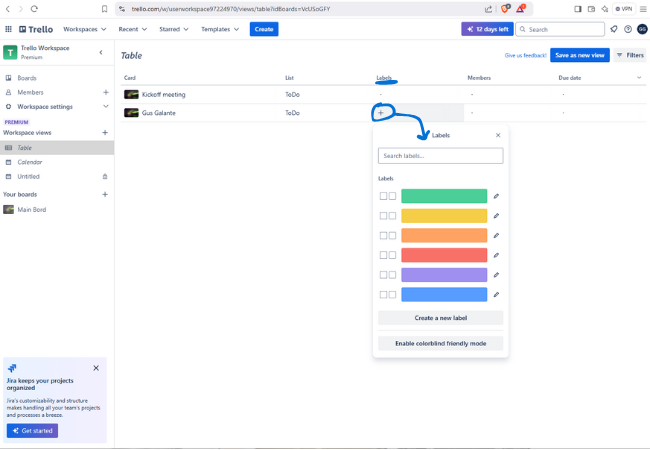 trello.com/w/userworkspace97224970/views/table?idBoards=VcUSoGFY
VPN
Trello
Workspaces
Recent
Starred
Templates
Create
12 days left
Search
GG
T
Trello Workspace
Premium
Boards
Members
Workspace settings
PREMIUM
Workspace views
Table
Calendar
Untitled
Your boards
Main Bord
Table
Give us feedback!
Save as new view
Filters
Card List Labels Members Due date
Kickoff meeting ToDo
Gus Galante ToDo
Labels
Search labels...
Labels
Create a new label
Enable colorblind friendly mode
Jira keeps your projects
organized
Jira's customizability and structure
makes handling all your team's projects
and processes a breeze.
Get started